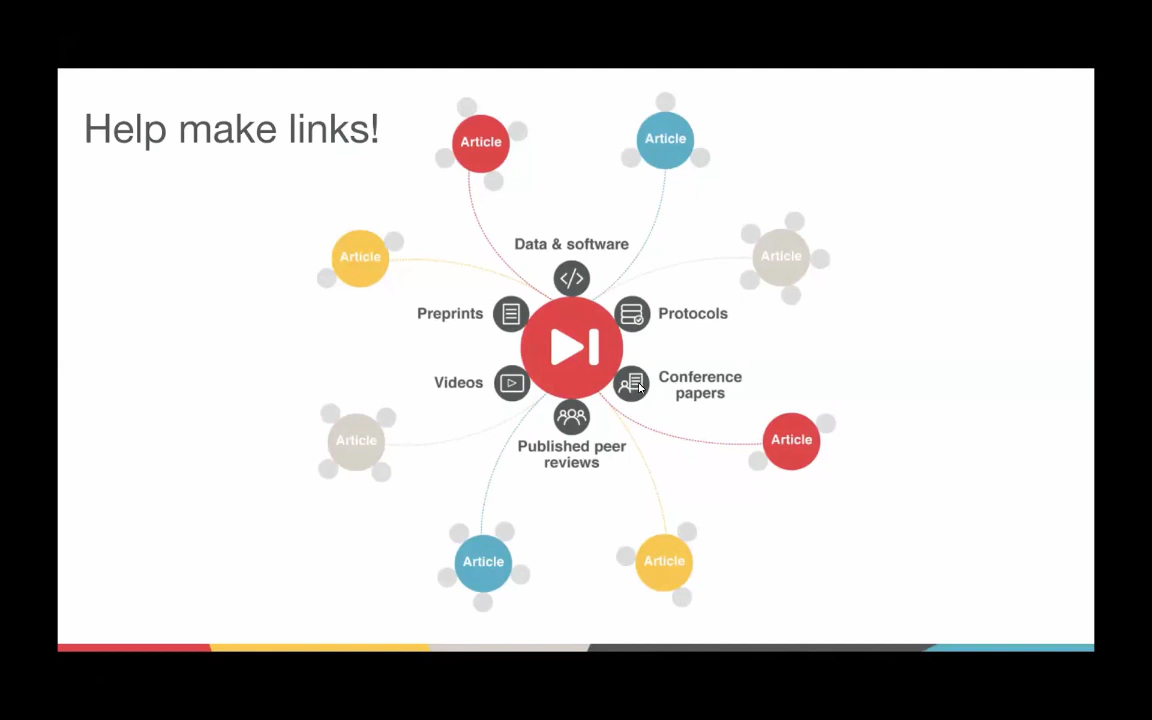 Help make links!
Article
Article
Article
Article
Data & software
Preprints
Protocols
Videos
Conference
papers
Published peer
reviews
Article
Article
Article
Article